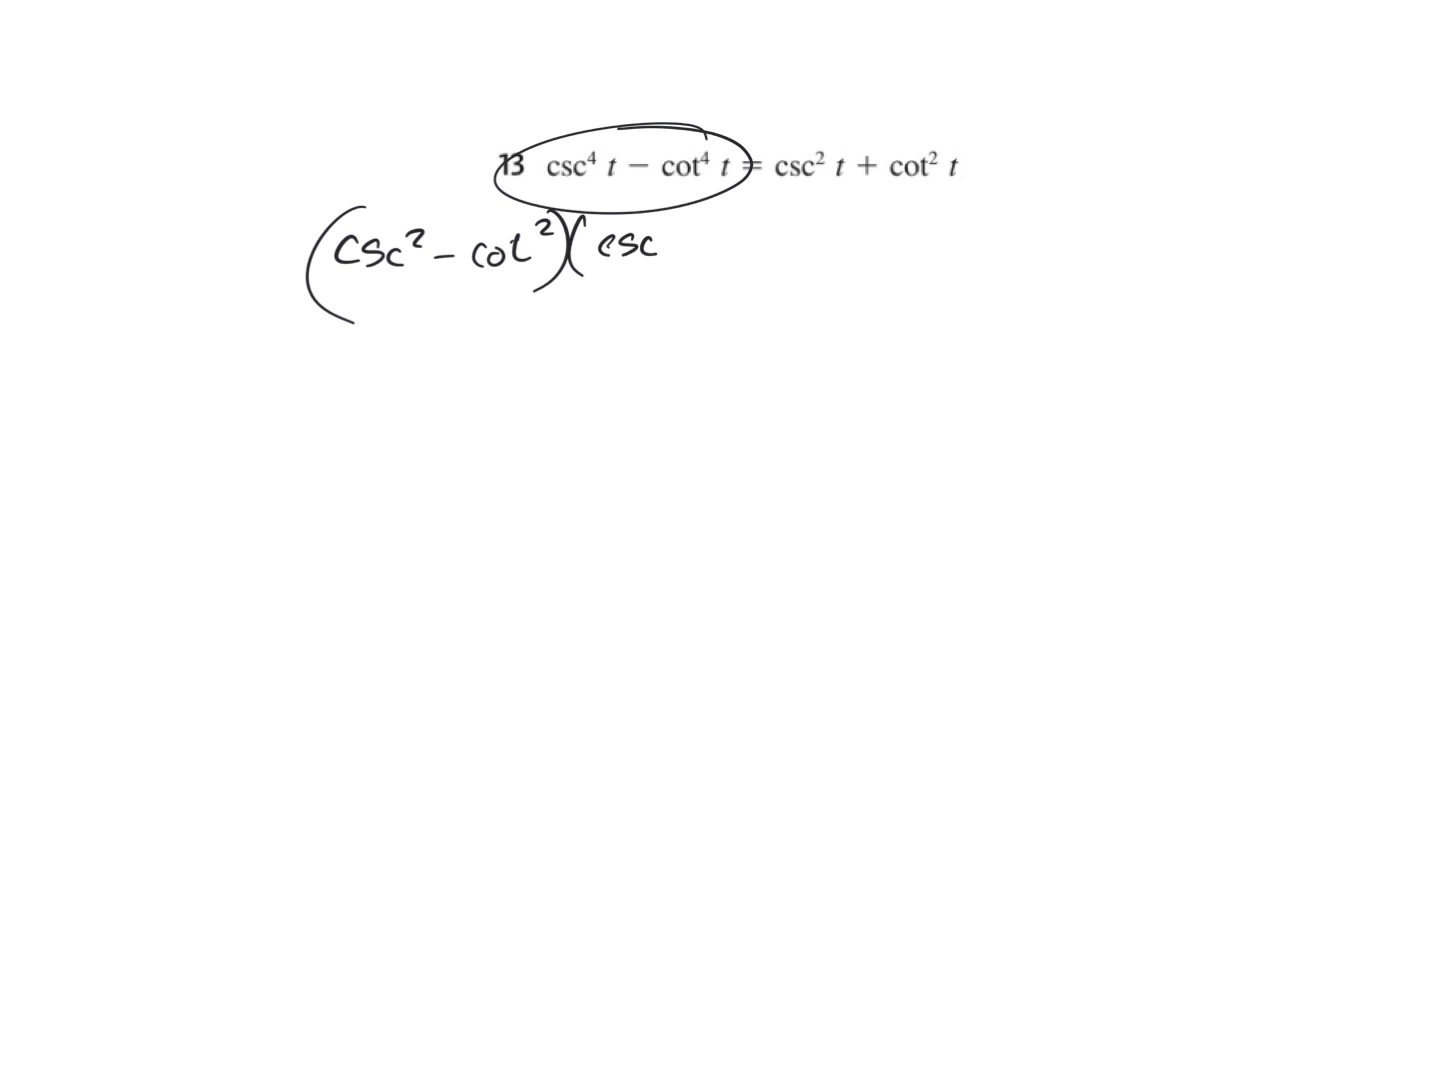 13 csc⁴ t − cot⁴ t = csc² t + cot² t
(csc² − cot²)(csc